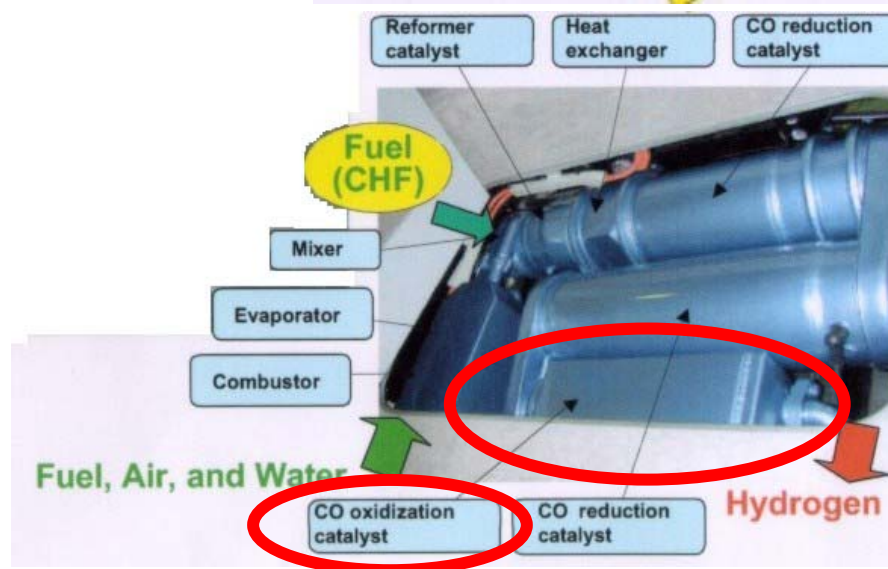 Reformer
catalyst
Heat
exchanger
CO reduction
catalyst
Fuel
(CHF)
Mixer
Evaporator
Combustor
Fuel, Air, and Water
CO oxidization
catalyst
CO reduction
catalyst
Hydrogen